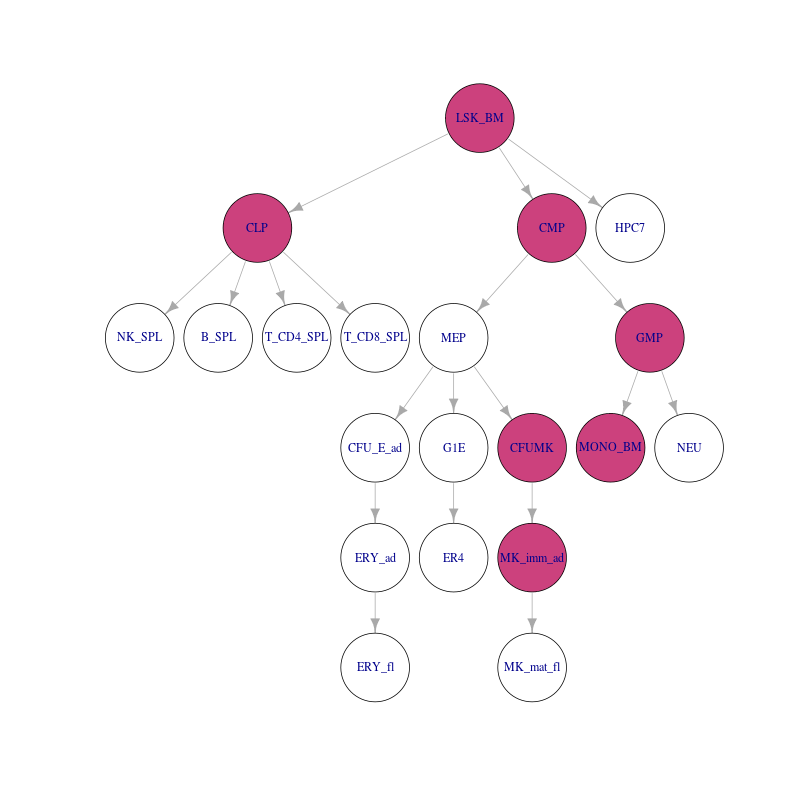 LSK_BM
CLP
CMP
HPC7
NK_SPL
B_SPL
T_CD4_SPL
T_CD8_SPL
MEP
GMP
CFU_E_ad
G1E
CFUMK
MONO_BM
NEU
ERY_ad
ER4
MK_imm_ad
ERY_fl
MK_mat_fl